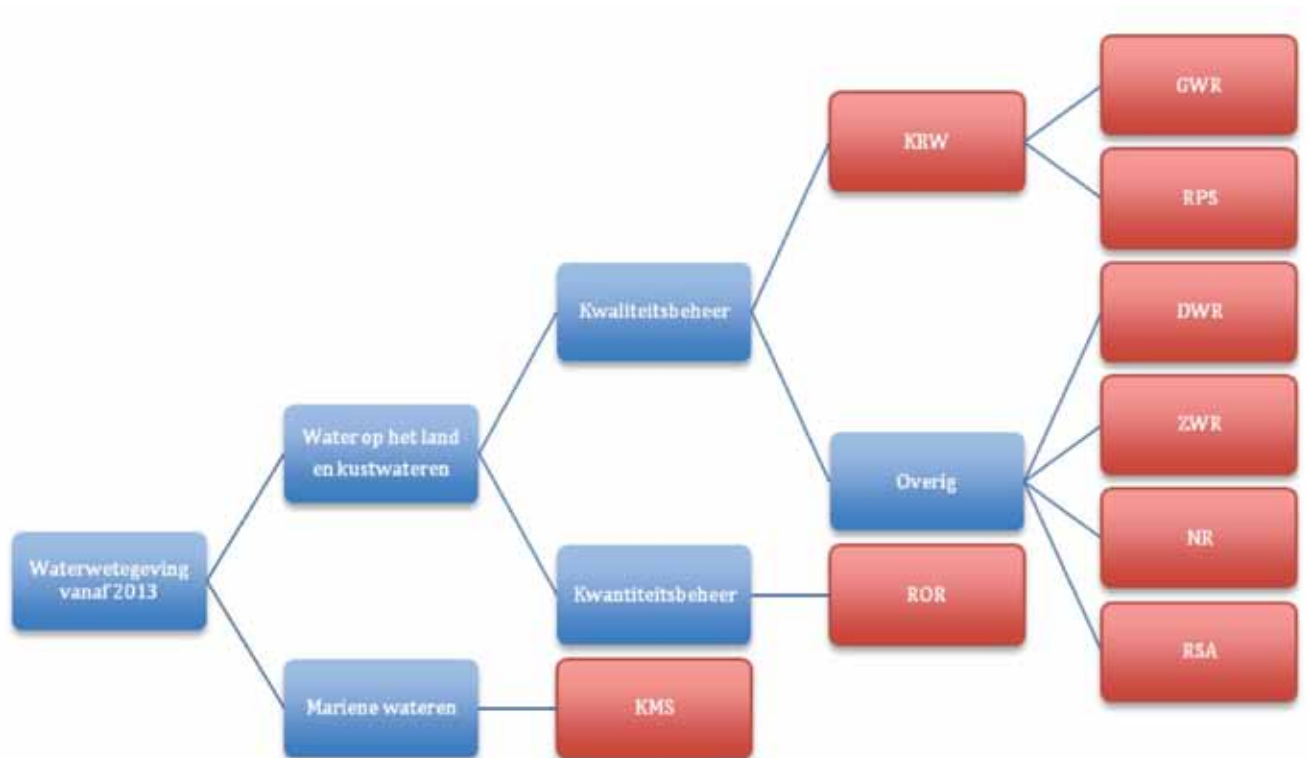 Waterwetegeving
vanaf 2013
Water op het land
en kustwateren
Mariene wateren
Kwaliteitsbeheer
Kwantiteitsbeheer
KMS
KRW
Overig
ROR
GWR
RPS
DWR
ZWR
NR
RSA